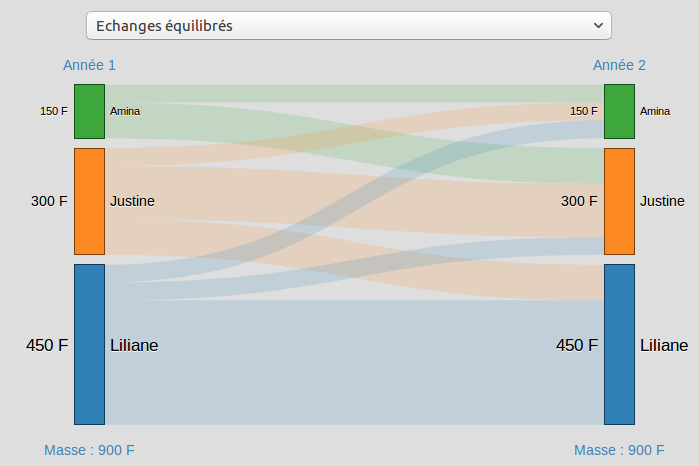 Echanges équilibrés
Année 1
Année 2
150 F
Amina
150 F
Amina
300 F
Justine
300 F
Justine
450 F
Liliane
450 F
Liliane
Masse : 900 F
Masse : 900 F